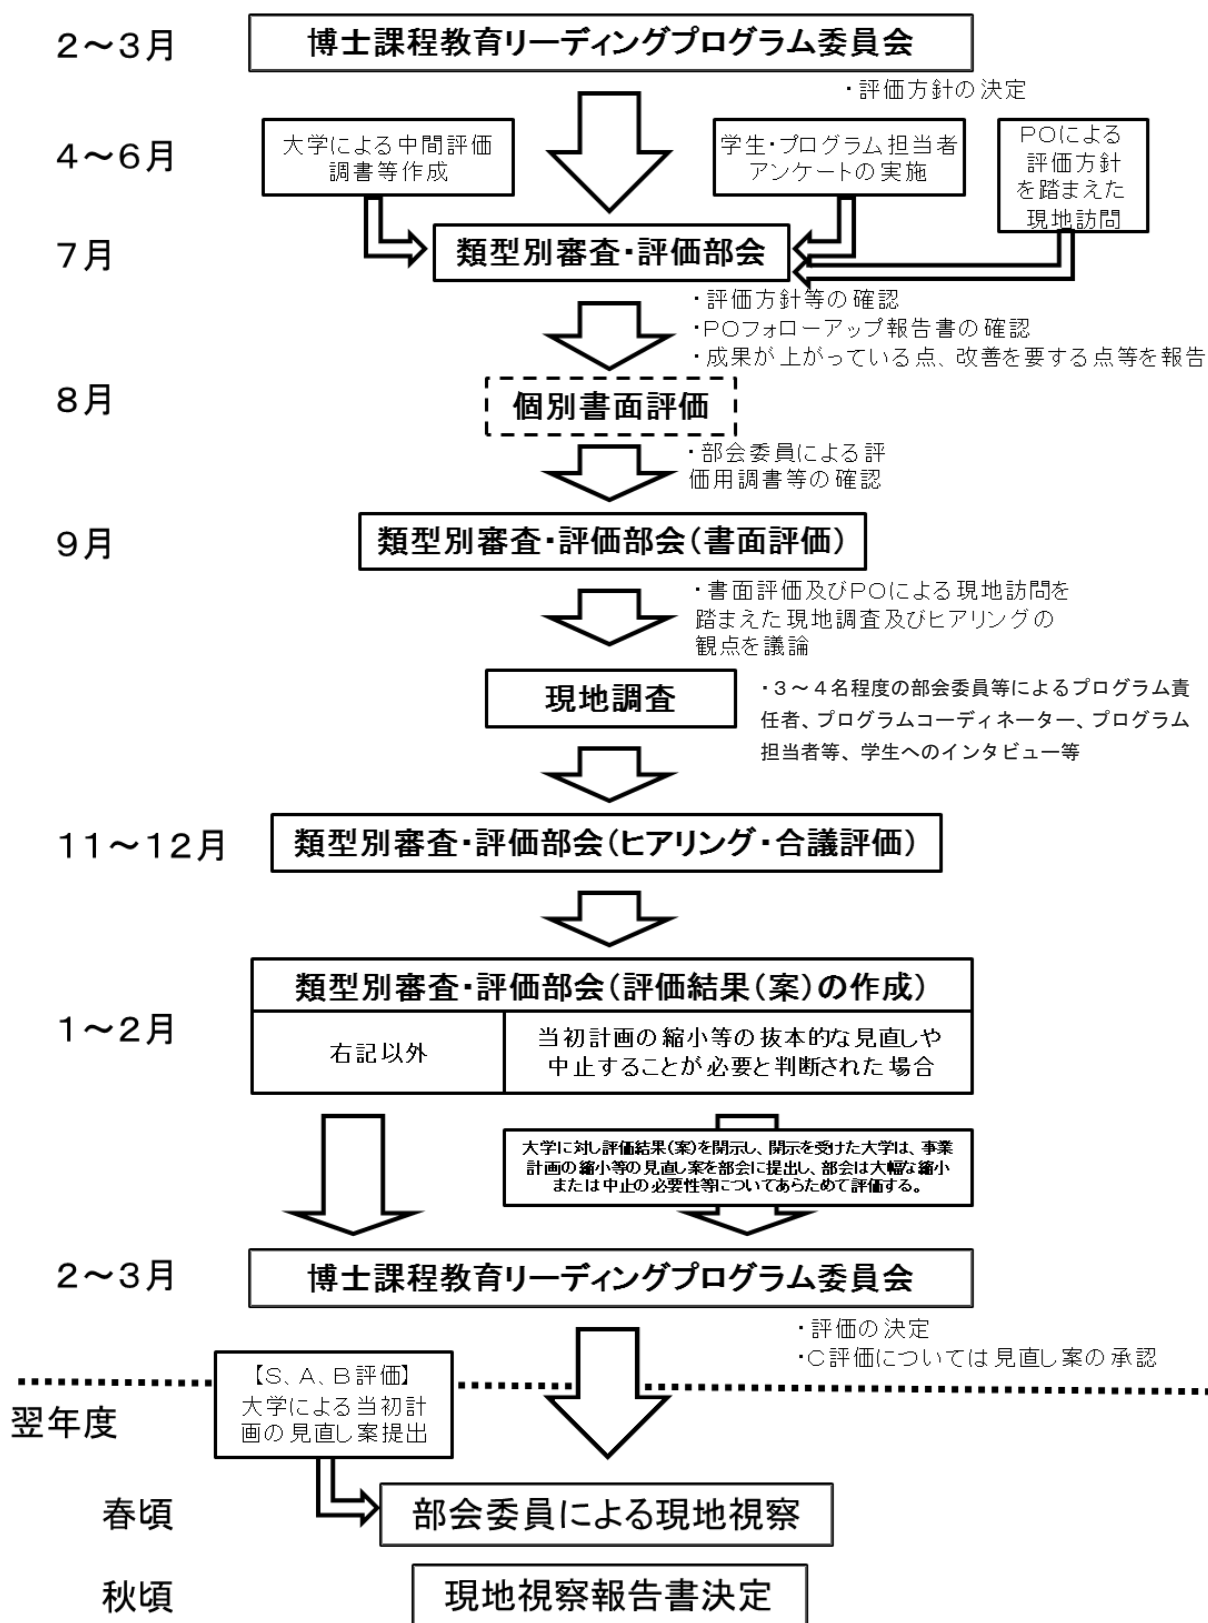 2～3月
博士課程教育リーディングプログラム委員会
・評価方針の決定
4～6月
大学による中間評価
調書等作成
学生・プログラム担当者
アンケートの実施
POによる
評価方針
を踏まえた
現地訪問
7月
類型別審査・評価部会
・評価方針等の確認
・POフォローアップ報告書の確認
・成果が上がっている点、改善を要する点等を報告
8月
個別書面評価
・部会委員による評
価用調書等の確認
9月
類型別審査・評価部会(書面評価)
・書面評価及びPOによる現地訪問を
踏まえた現地調査及びヒアリングの
観点を議論
現地調査
・3～4名程度の部会委員等によるプログラム責
任者、プログラムコーディネーター、プログラム
担当者等、学生へのインタビュー等
11～12月
類型別審査・評価部会(ヒアリング・合議評価)
類型別審査・評価部会(評価結果(案)の作成)
1～2月
右記以外
当初計画の縮小等の抜本的な見直しや
中止することが必要と判断された場合
大学に対し評価結果(案)を開示し、開示を受けた大学は、事業
計画の縮小等の見直し案を部会に提出し、部会は大幅な縮小
または中止の必要性等についてあらためて評価する。
2～3月
博士課程教育リーディングプログラム委員会
・評価の決定
・C評価については見直し案の承認
【S、A、B評価】
大学による当初計
画の見直し案提出
翌年度
春頃
部会委員による現地視察
秋頃
現地視察報告書決定